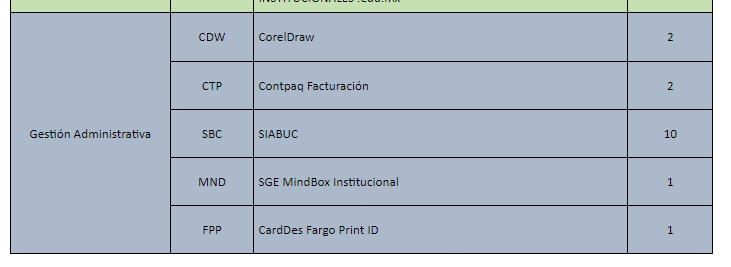 INSTITUCIONALES .edu.mx
CDW CorelDraw 2
CTP Contpaq Facturación 2
Gestión Administrativa SBC SIABUC 10
MND SGE MindBox Institucional 1
FPP CardDes Fargo Print ID 1